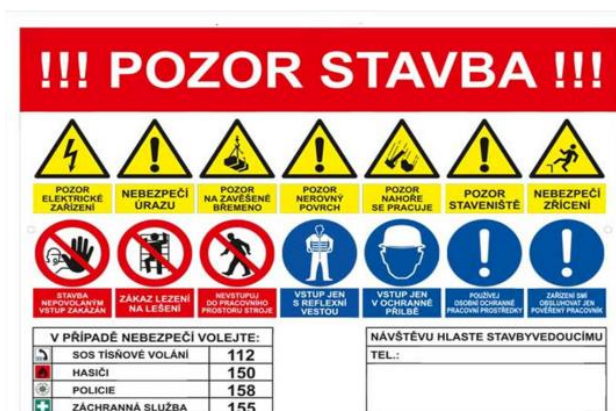 !!! POZOR STAVBA !!!
POZOR
ELEKTRICKÉ
ZAŘÍZENÍ
NEBEZPEČÍ
ÚRAZU
POZOR
NA ZAVĚŠENÉ
BŘEMENO
POZOR
NEROVNÝ
POVRCH
POZOR
NAHOŘE
SE PRACUJE
POZOR
STAVENIŠTĚ
NEBEZPEČÍ
ZŘÍCENÍ
STAVBA
NEPOVOLANÝM
VSTUP ZAKÁZÁN
ZÁKAZ LEZENÍ
NA LEŠENÍ
NEVSTUPUJ
DO PRACOVNÍHO
PROSTORU STROJE
VSTUP JEN
S REFLEXNÍ
VESTOU
VSTUP JEN
V OCHRANNÉ
PŘILBĚ
POUŽÍVEJ
OSOBNÍ OCHRANNÉ
PRACOVNÍ PROSTŘEDKY
ZAŘÍZENÍ SMÍ
OBSLUHOVAT JEN
POVĚŘENÝ PRACOVNÍK
V PŘÍPADĚ NEBEZPEČÍ VOLEJTE:
SOS TÍSŇOVÉ VOLÁNÍ 112
HASIČI 150
POLICIE 158
ZÁCHRANNÁ SLUŽBA 155
NÁVŠTĚVU HLASTE STAVBYVEDOUCÍMU
TEL.: